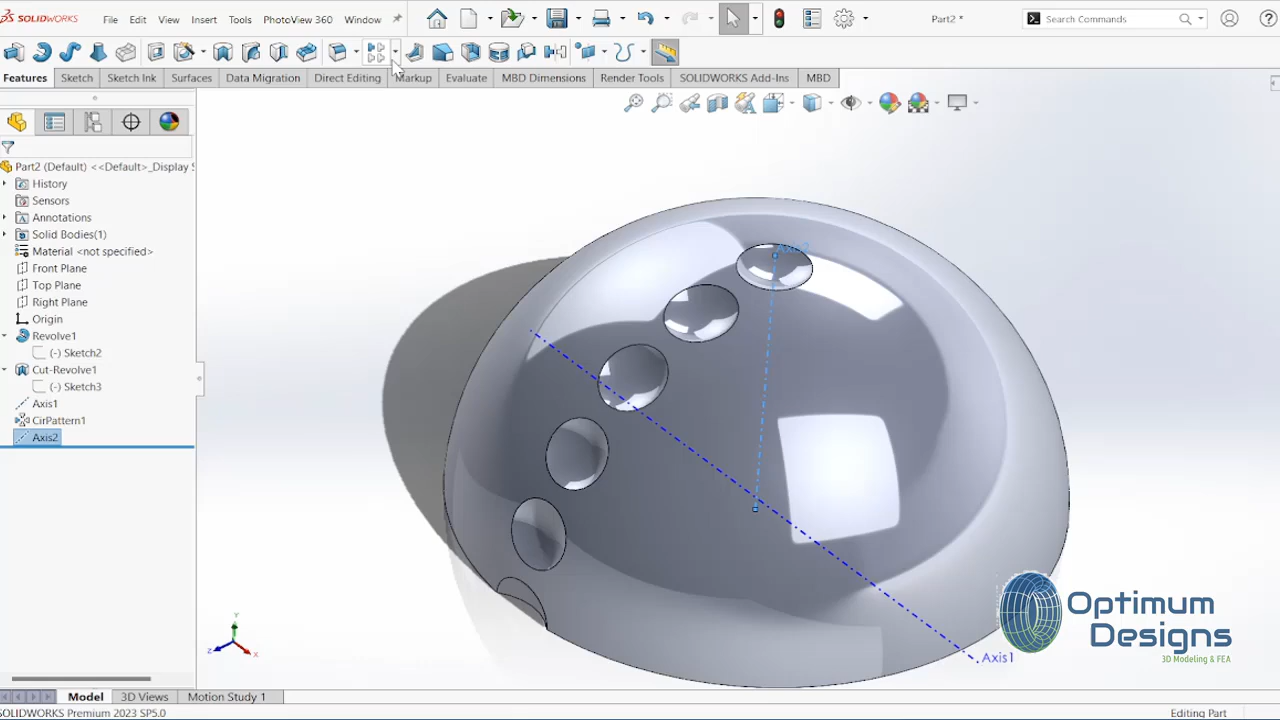 SOLIDWORKS
File
Edit
View
Insert
Tools
PhotoView 360
Window
Part2 *
Search Commands
Features
Sketch
Sketch Ink
Surfaces
Data Migration
Direct Editing
Markup
Evaluate
MBD Dimensions
Render Tools
SOLIDWORKS Add-Ins
MBD
Part2 (Default) <<Default>_Display S
History
Sensors
Annotations
Solid Bodies(1)
Material <not specified>
Front Plane
Top Plane
Right Plane
Origin
Revolve1
(-) Sketch2
Cut-Revolve1
(-) Sketch3
Axis1
CirPattern1
Axis2
Axis2
Axis1
Y
Z
X
Optimum
Designs
3D Modeling & FEA
Model
3D Views
Motion Study 1
SOLIDWORKS Premium 2023 SP5.0
Editing Part